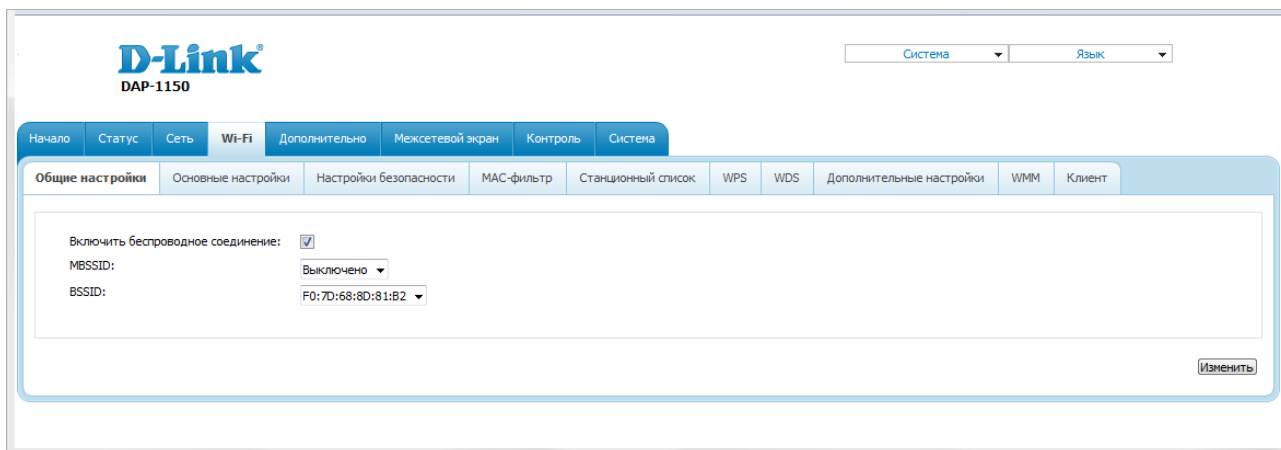 D-Link®
DAP-1150
Система Язык
Начало Статус Сеть Wi-Fi Дополнительно Межсетевой экран Контроль Система
Общие настройки Основные настройки Настройки безопасности MAC-фильтр Станционный список WPS WDS Дополнительные настройки WMM Клиент
Включить беспроводное соединение:
MBSSID: Выключено
BSSID: F0:7D:68:8D:81:B2
Изменить